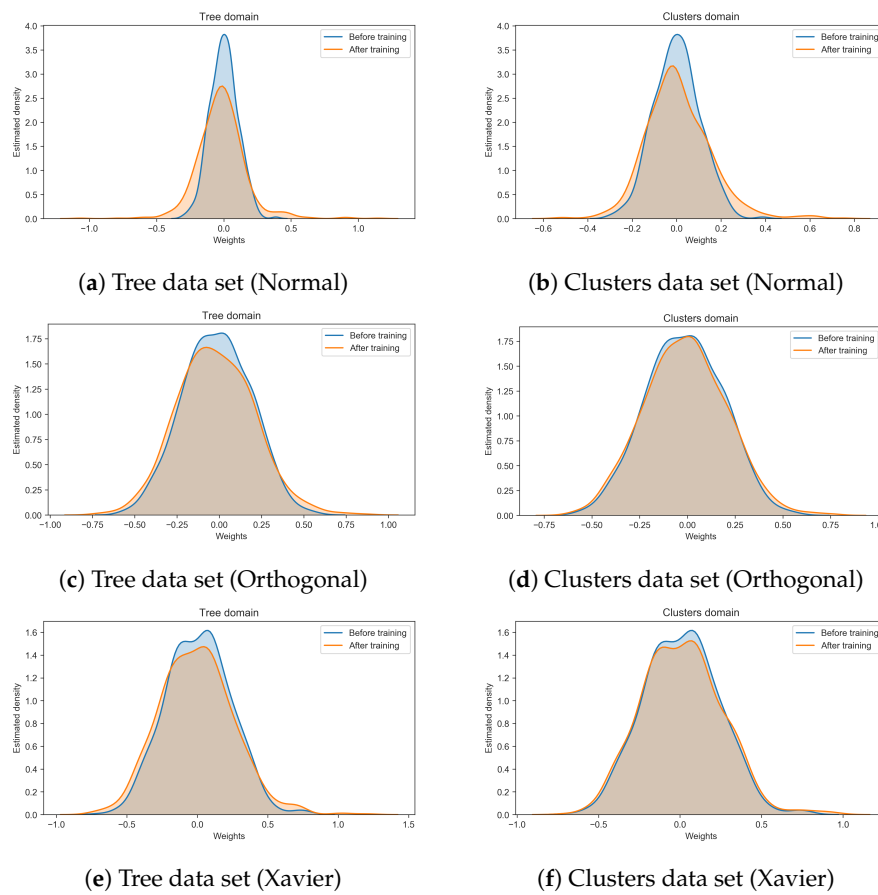 Tree domain
4.0
3.5
3.0
2.5
2.0
1.5
1.0
0.5
0.0
Estimated density
Before training
After training
−1.0 −0.5 0.0 0.5 1.0
Weights
(a) Tree data set (Normal)
Clusters domain
4.0
3.5
3.0
2.5
2.0
1.5
1.0
0.5
0.0
Estimated density
Before training
After training
−0.6 −0.4 −0.2 0.0 0.2 0.4 0.6 0.8
Weights
(b) Clusters data set (Normal)
Tree domain
1.75
1.50
1.25
1.00
0.75
0.50
0.25
0.00
Estimated density
Before training
After training
−1.00 −0.75 −0.50 −0.25 0.00 0.25 0.50 0.75 1.00
Weights
(c) Tree data set (Orthogonal)
Clusters domain
1.75
1.50
1.25
1.00
0.75
0.50
0.25
0.00
Estimated density
Before training
After training
−0.75 −0.50 −0.25 0.00 0.25 0.50 0.75
Weights
(d) Clusters data set (Orthogonal)
Tree domain
1.6
1.4
1.2
1.0
0.8
0.6
0.4
0.2
0.0
Estimated density
Before training
After training
−1.0 −0.5 0.0 0.5 1.0 1.5
Weights
(e) Tree data set (Xavier)
Clusters domain
1.6
1.4
1.2
1.0
0.8
0.6
0.4
0.2
0.0
Estimated density
Before training
After training
−1.0 −0.5 0.0 0.5 1.0
Weights
(f) Clusters data set (Xavier)